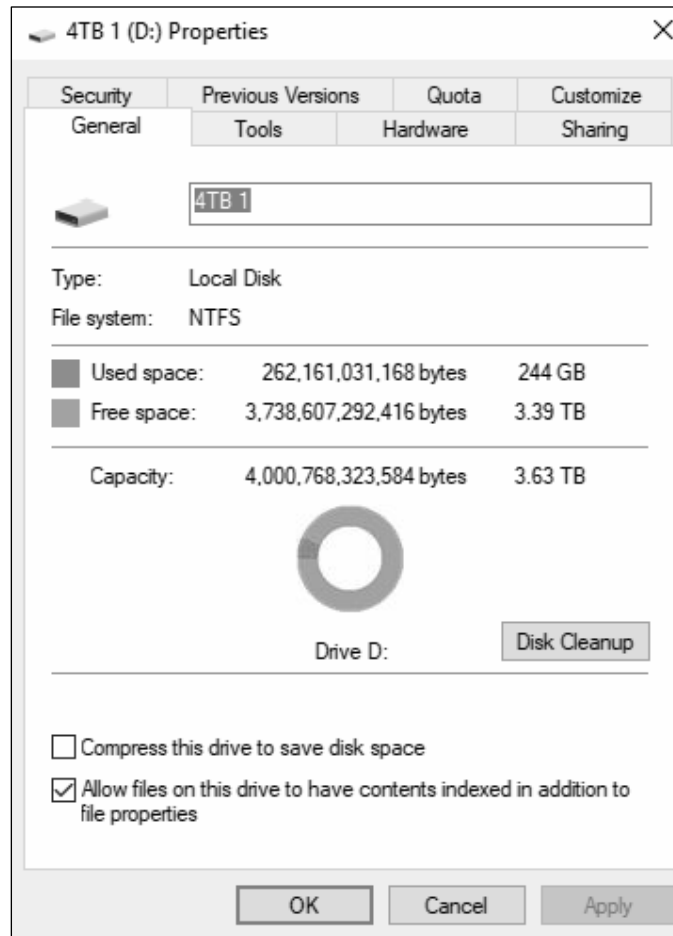 4TB 1 (D:) Properties
Security Previous Versions Quota Customize
General Tools Hardware Sharing
4TB 1
Type: Local Disk
File system: NTFS
Used space: 262,161,031,168 bytes 244 GB
Free space: 3,738,607,292,416 bytes 3.39 TB
Capacity: 4,000,768,323,584 bytes 3.63 TB
Drive D:
Disk Cleanup
Compress this drive to save disk space
Allow files on this drive to have contents indexed in addition to
file properties
OK Cancel Apply